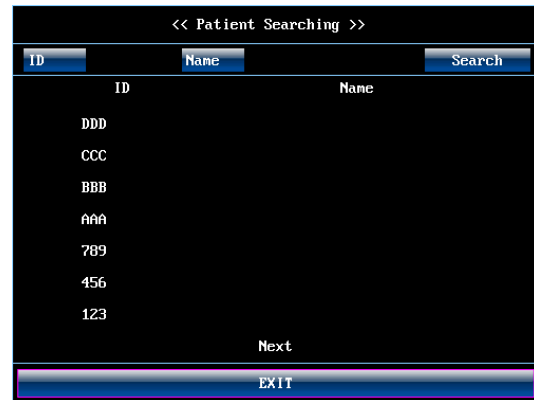 << Patient Searching >>
ID Name Search
ID Name
DDD
CCC
BBB
AAA
789
456
123
Next
EXIT